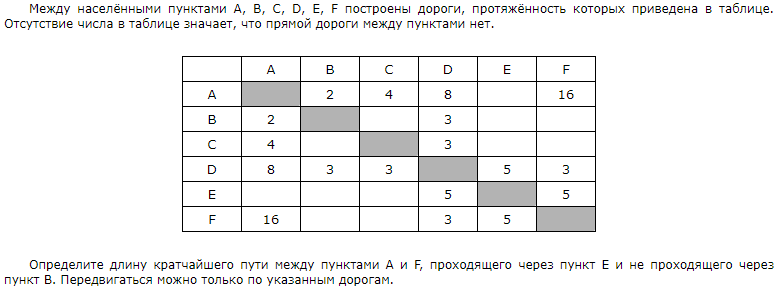 Между населёнными пунктами A, B, C, D, E, F построены дороги, протяжённость которых приведена в таблице.
Отсутствие числа в таблице значает, что прямой дороги между пунктами нет.
A B C D E F
A 2 4 8 16
B 2 3
C 4 3
D 8 3 3 5 3
E 5 5
F 16 3 5
Определите длину кратчайшего пути между пунктами A и F, проходящего через пункт E и не проходящего через
пункт B. Передвигаться можно только по указанным дорогам.